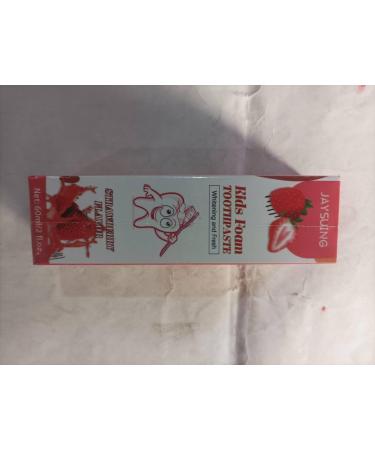 JAYSUING
Kids Foam
TOOTHPASTE
Whitening and Fresh
STRAWBERRY
FLAVOR
Net: 60ml/2 fl.oz.